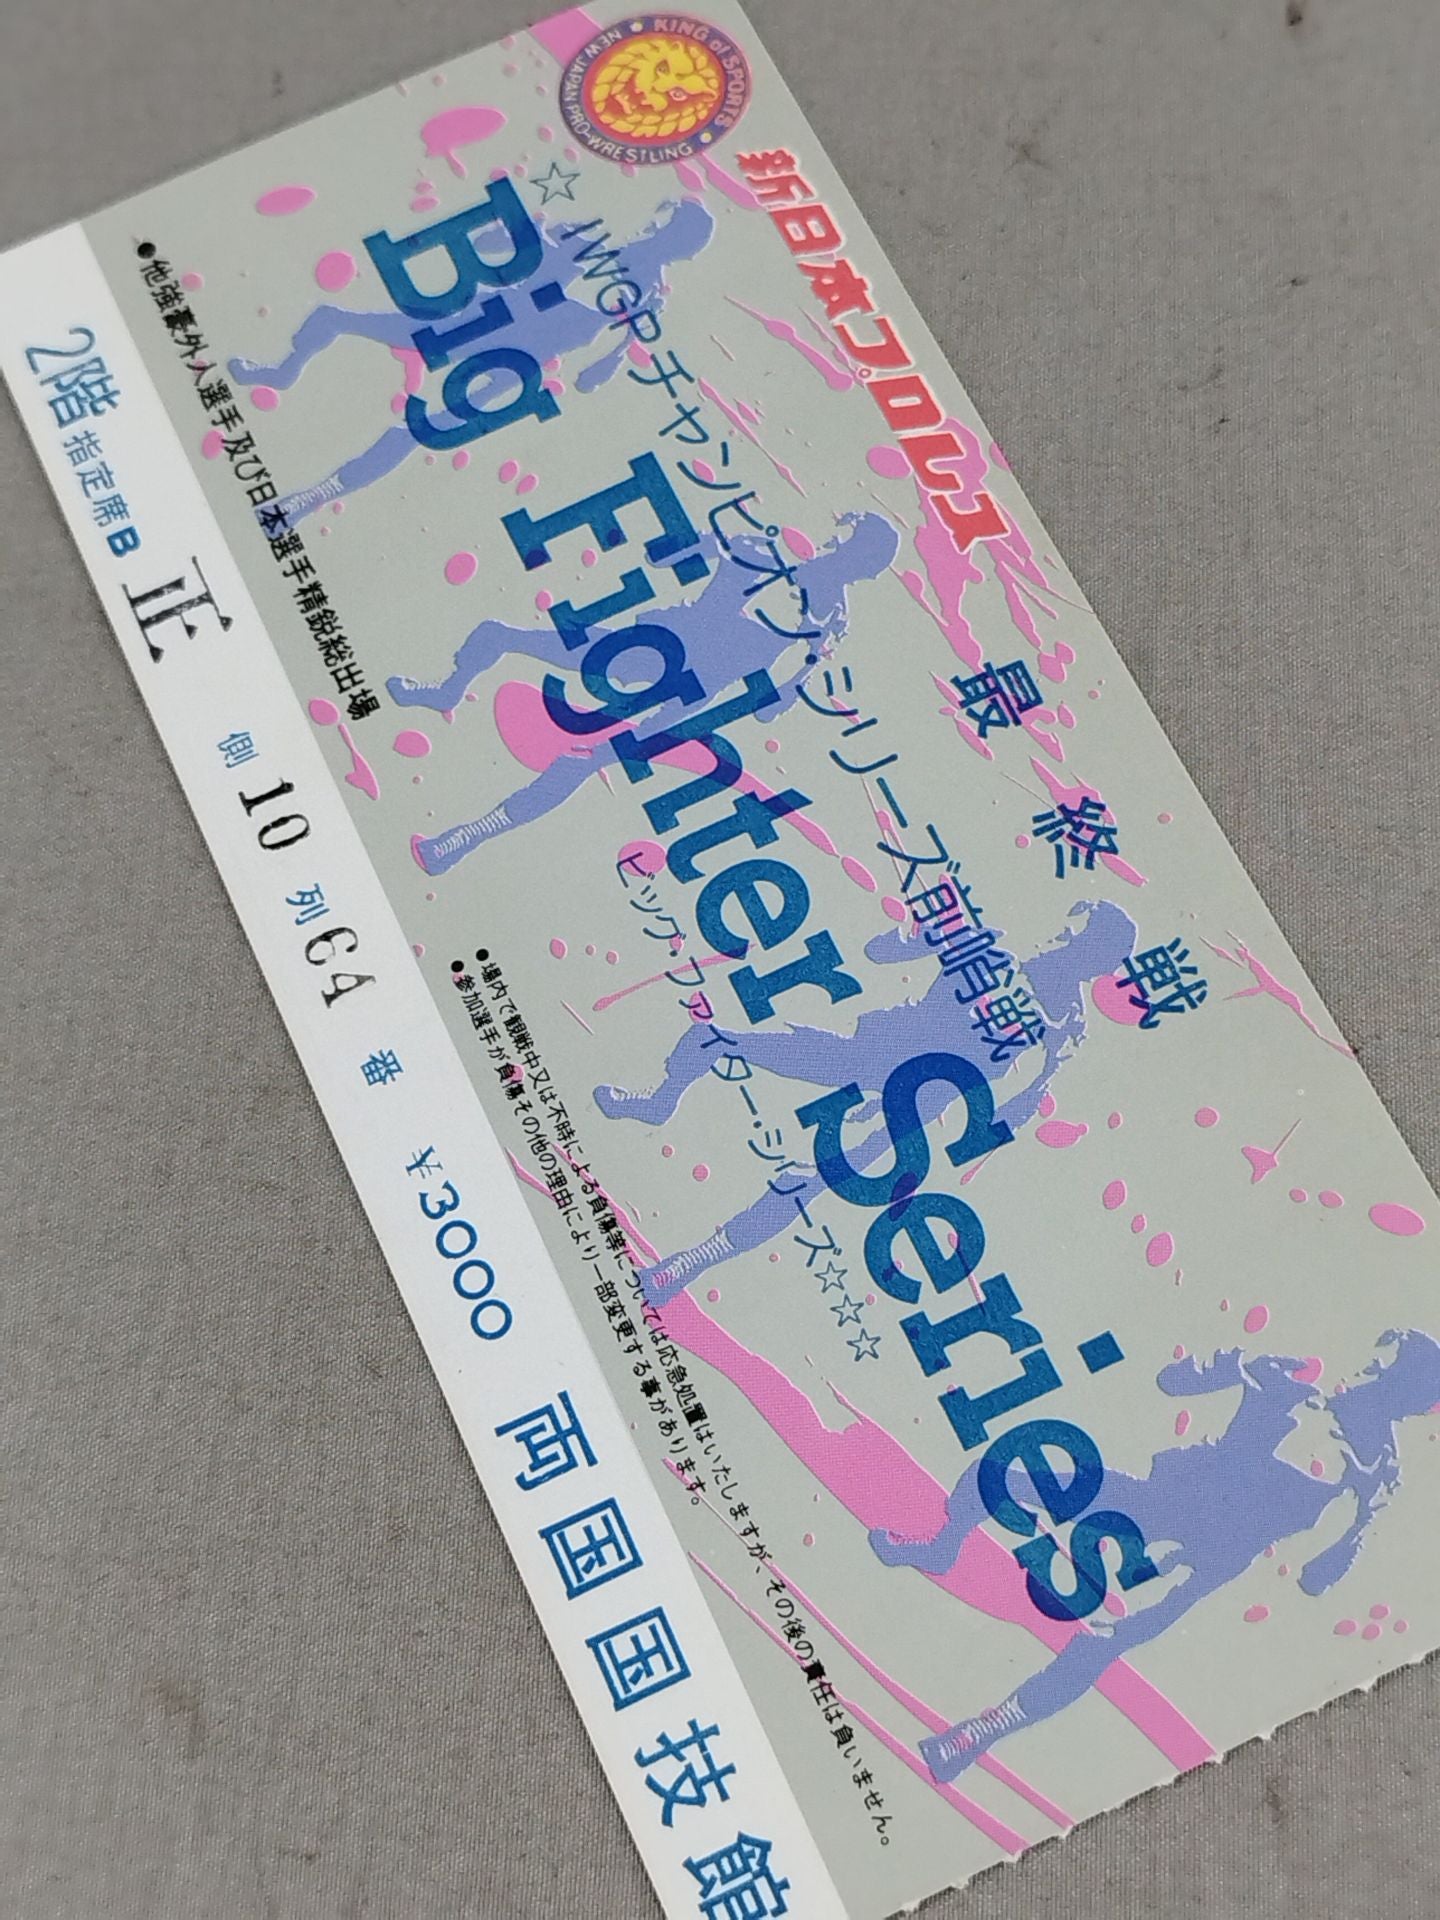 KING of SPORTS
NEW JAPAN PRO-WRESTLING
新日本プロレス
最終戦
☆IWGPチャンピオン・シリーズ前哨戦
Big Fighter Series
ビッグ・ファイター・シリーズ☆☆☆
●他強豪外人選手及び日本選手精鋭総出場
●場内で観戦中又は不時による負傷等については応急処置はいたしますが、その後の責任は負いません。
●参加選手が負傷その他の理由により一部変更する事があります。
2階指定席B 正側 10列 64番 ¥3000 両国国技館